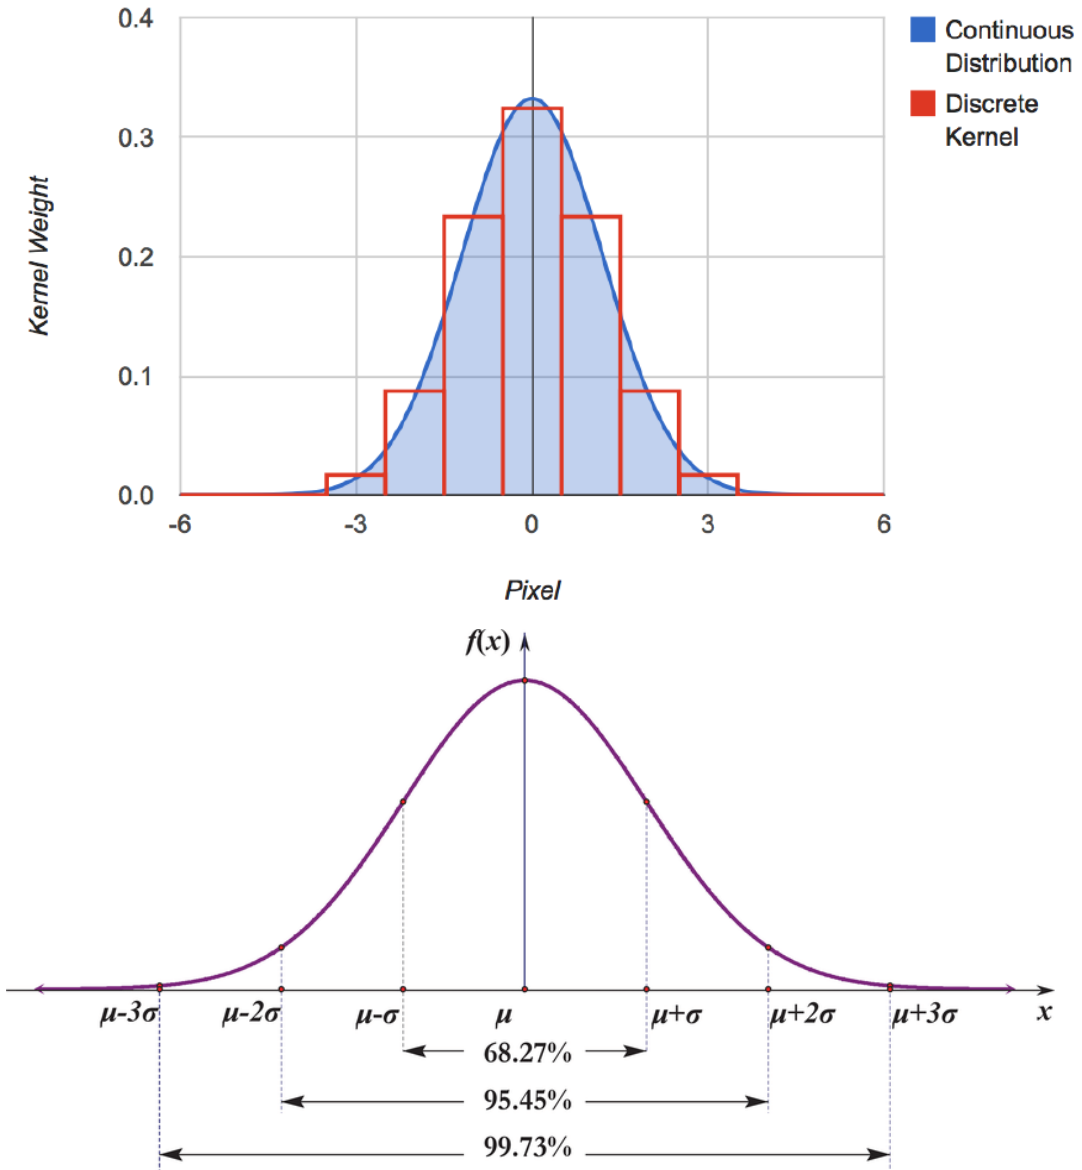 0.4
0.3
0.2
0.1
0.0
Kernel Weight
-6
-3
0
3
6
Pixel
Continuous
Distribution
Discrete
Kernel
f(x)
μ-3σ
μ-2σ
μ-σ
μ
μ+σ
μ+2σ
μ+3σ
x
68.27%
95.45%
99.73%